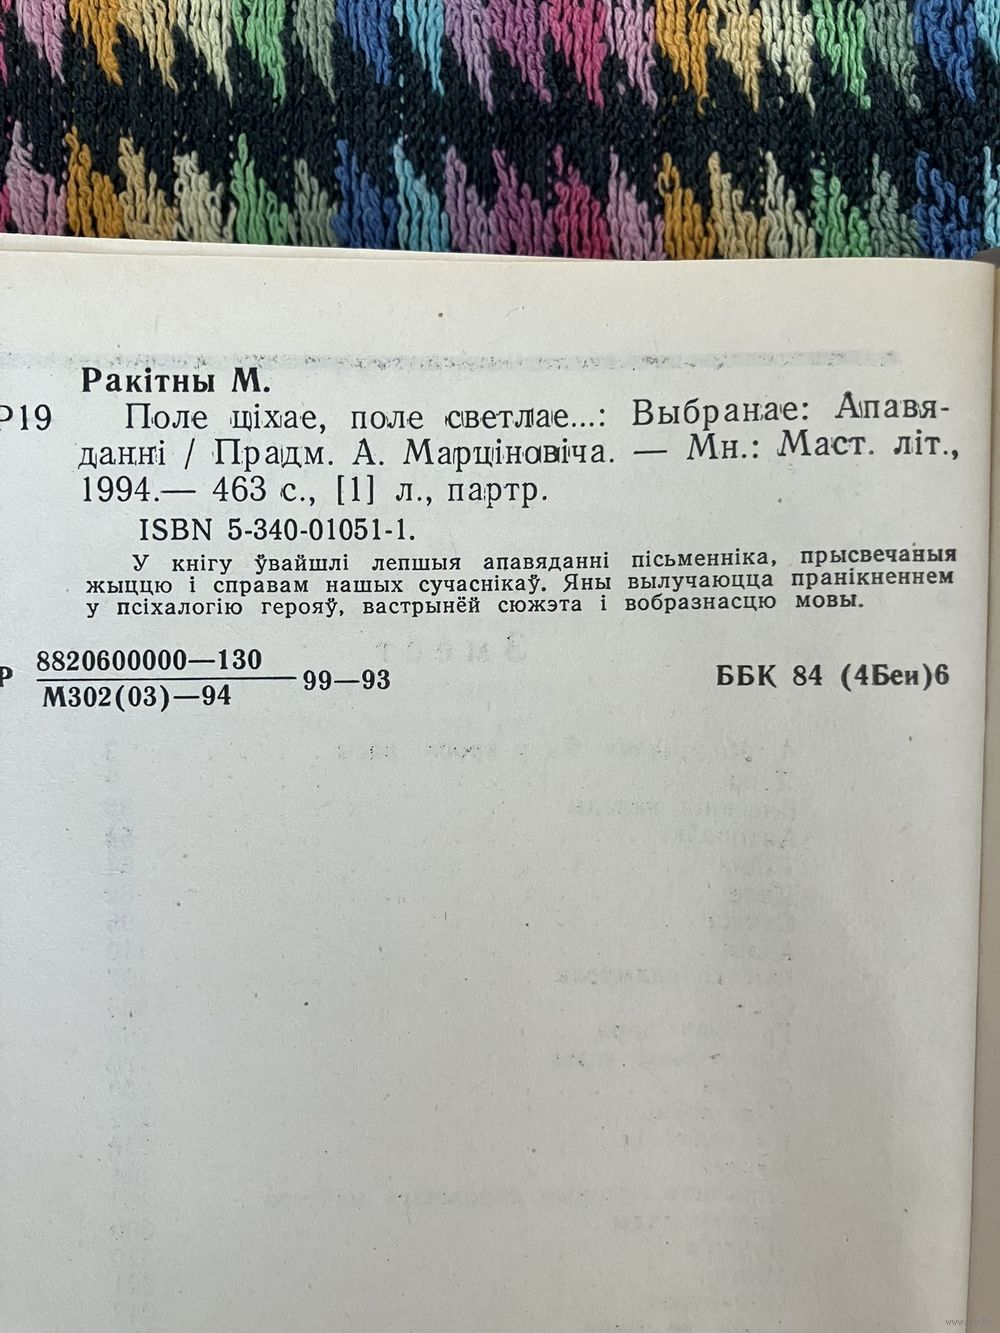 Ракітны М.
Р19 Поле ціхае, поле светлае...: Выбранае: Апавя-
данні / Прадм. А. Марціновіча. — Мн.: Маст. літ.,
1994.— 463 с., [1] л., партр.
ISBN 5-340-01051-1.
У кнігу ўвайшлі лепшыя апавяданні пісьменніка, прысвечаныя
жыццю і справам нашых сучаснікаў. Яны вылучаюцца пранікненнем
у псіхалогію герояў, вастрынёй сюжэта і вобразнасцю мовы.
8820600000—130
Р 99—93 ББК 84 (4Беи)6
М302(03)—94